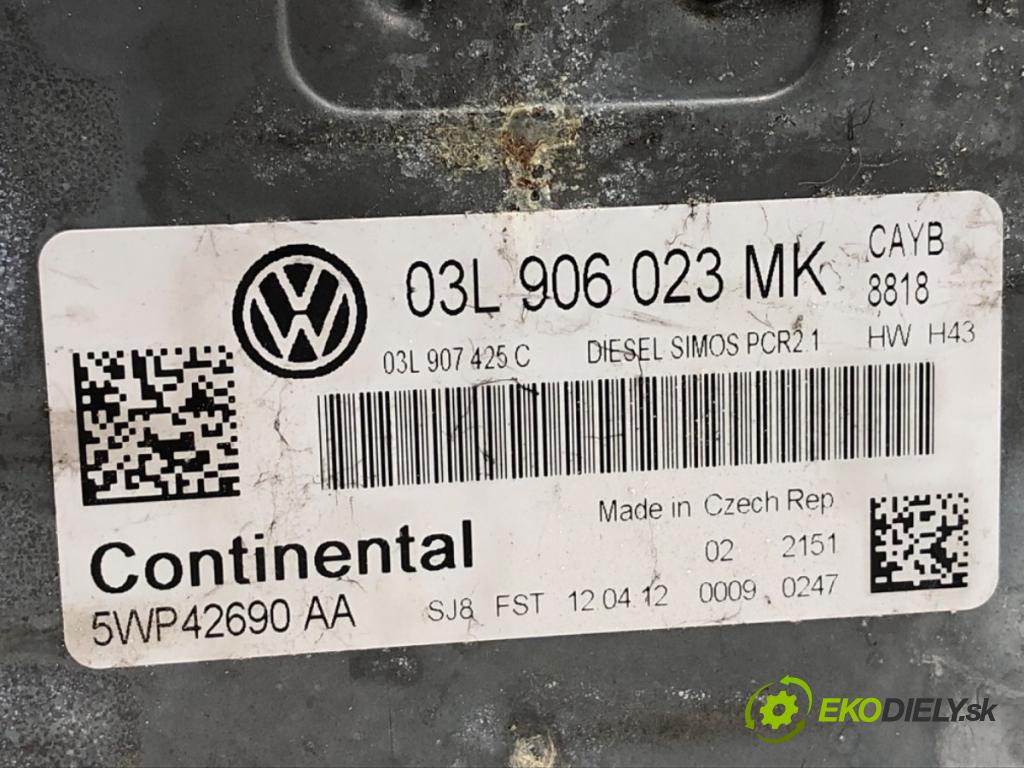 03L 906 023 MK
CAYB
8818
03L 907 425 C DIESEL SIMOS PCR2.1 HW H43
Made in Czech Rep
Continental
02 2151
5WP42690 AA
SJ8 FST 12.04.12 0009 0247
EKODIELY.sk